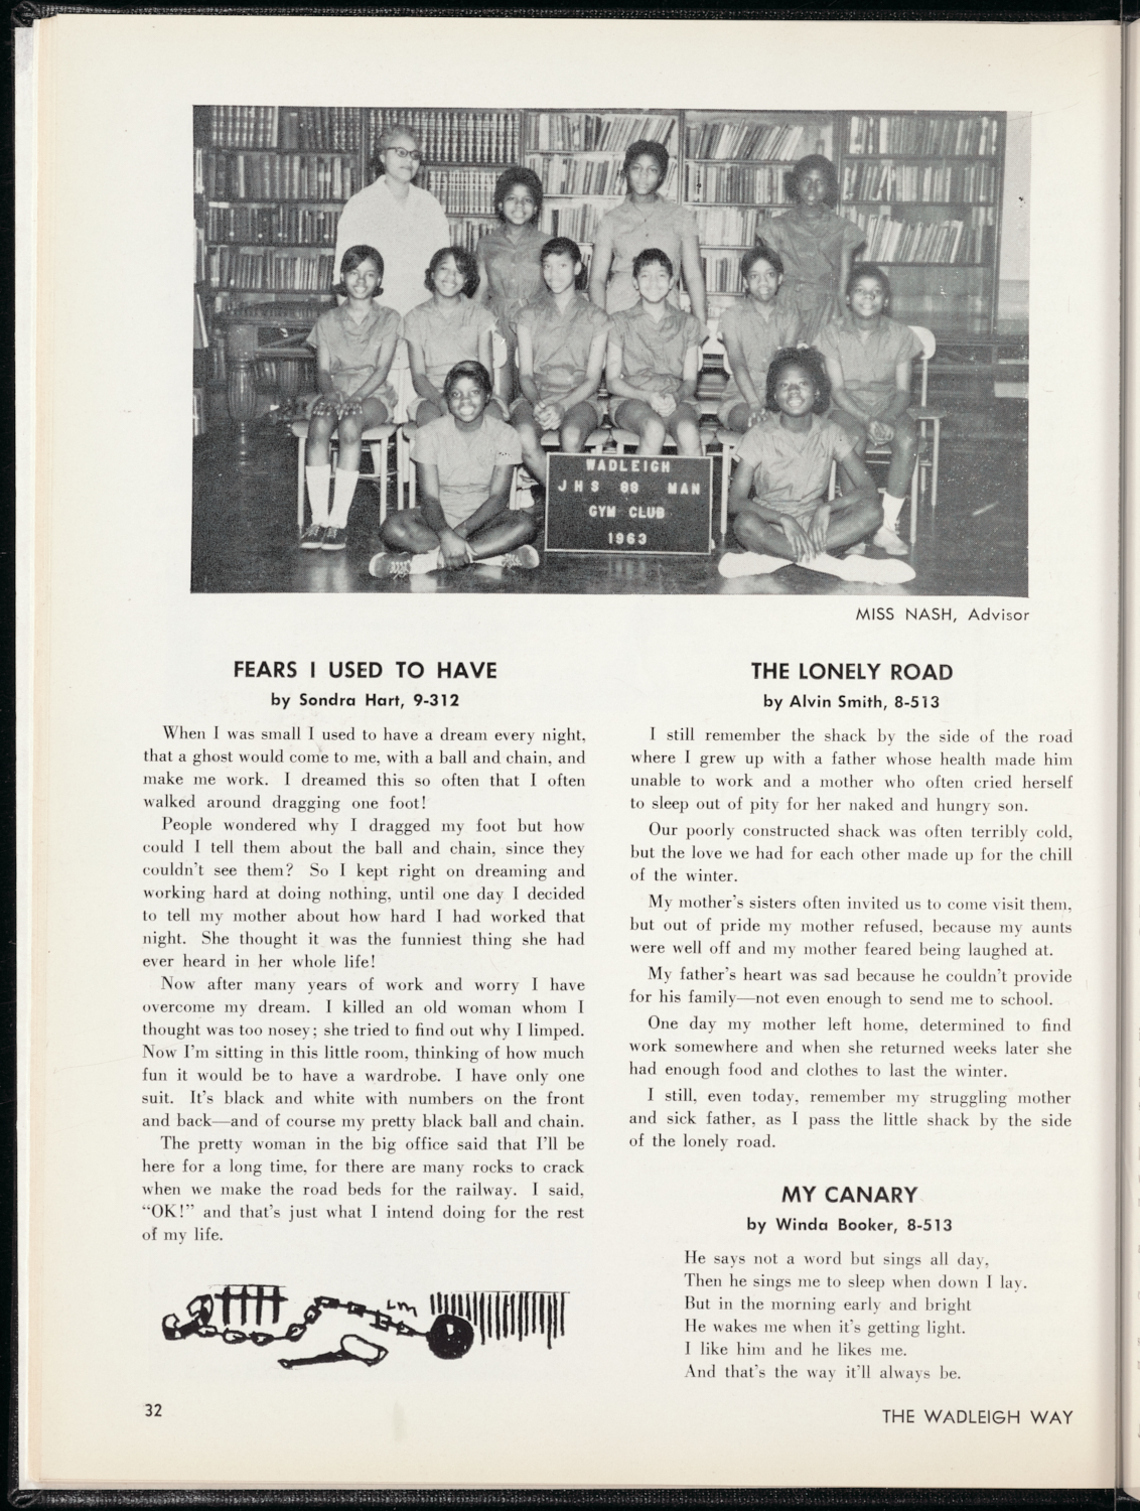 WADLEIGH
JHS 88 MAN
GYM CLUB
1963
MISS NASH, Advisor
FEARS I USED TO HAVE
by Sondra Hart, 9-312
When I was small I used to have a dream every night,
that a ghost would come to me, with a ball and chain, and
make me work. I dreamed this so often that I often
walked around dragging one foot!
People wondered why I dragged my foot but how
could I tell them about the ball and chain, since they
couldn't see them? So I kept right on dreaming and
working hard at doing nothing, until one day I decided
to tell my mother about how hard I had worked that
night. She thought it was the funniest thing she had
ever heard in her whole life!
Now after many years of work and worry I have
overcome my dream. I killed an old woman whom I
thought was too nosey; she tried to find out why I limped.
Now I'm sitting in this little room, thinking of how much
fun it would be to have a wardrobe. I have only one
suit. It's black and white with numbers on the front
and back—and of course my pretty black ball and chain.
The pretty woman in the big office said that I'll be
here for a long time, for there are many rocks to crack
when we make the road beds for the railway. I said,
"OK!" and that's just what I intend doing for the rest
of my life.
LM
THE LONELY ROAD
by Alvin Smith, 8-513
I still remember the shack by the side of the road
where I grew up with a father whose health made him
unable to work and a mother who often cried herself
to sleep out of pity for her naked and hungry son.
Our poorly constructed shack was often terribly cold,
but the love we had for each other made up for the chill
of the winter.
My mother's sisters often invited us to come visit them,
but out of pride my mother refused, because my aunts
were well off and my mother feared being laughed at.
My father's heart was sad because he couldn't provide
for his family—not even enough to send me to school.
One day my mother left home, determined to find
work somewhere and when she returned weeks later she
had enough food and clothes to last the winter.
I still, even today, remember my struggling mother
and sick father, as I pass the little shack by the side
of the lonely road.
MY CANARY
by Winda Booker, 8-513
He says not a word but sings all day,
Then he sings me to sleep when down I lay.
But in the morning early and bright
He wakes me when it's getting light.
I like him and he likes me.
And that's the way it'll always be.
32
THE WADLEIGH WAY